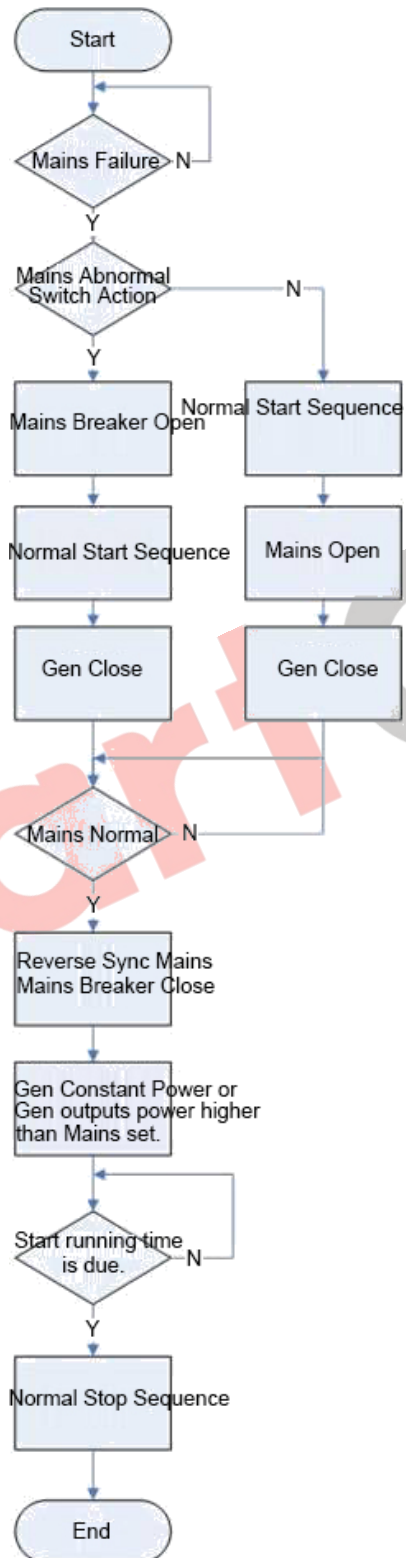 Start
Mains Failure
N
Y
Mains Abnormal
Switch Action
N
Y
Mains Breaker Open
Normal Start Sequence
Normal Start Sequence
Mains Open
Gen Close
Gen Close
Mains Normal
N
Y
Reverse Sync Mains
Mains Breaker Close
Gen Constant Power or
Gen outputs power higher
than Mains set.
Start running time
is due.
N
Y
Normal Stop Sequence
End